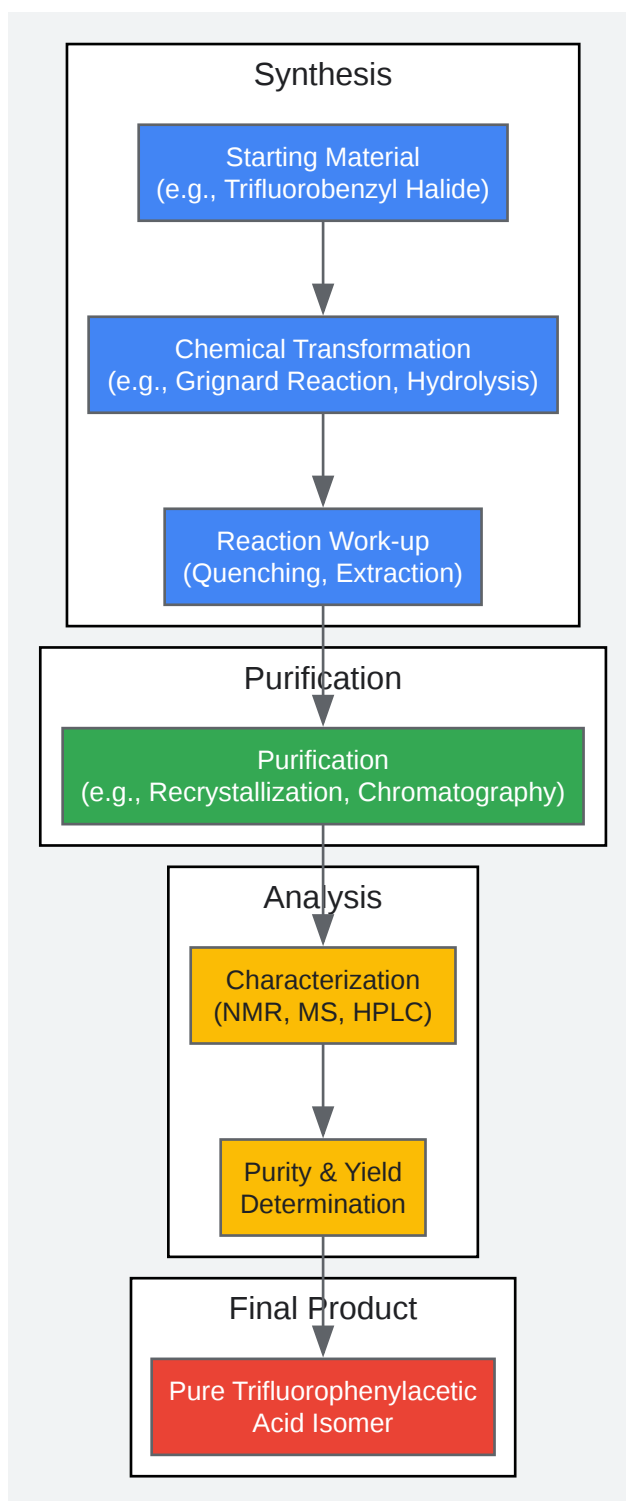 Synthesis
Starting Material
(e.g., Trifluorobenzyl Halide)
Chemical Transformation
(e.g., Grignard Reaction, Hydrolysis)
Reaction Work-up
(Quenching, Extraction)
Purification
Purification
(e.g., Recrystallization, Chromatography)
Analysis
Characterization
(NMR, MS, HPLC)
Purity & Yield
Determination
Final Product
Pure Trifluorophenylacetic
Acid Isomer